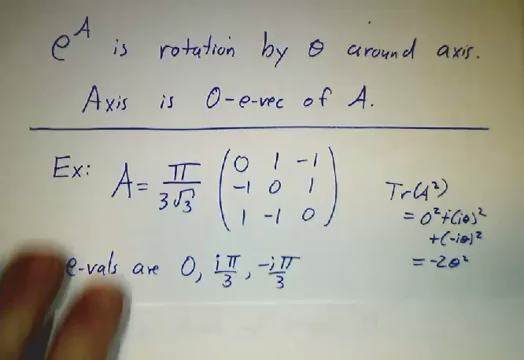 e^A is rotation by θ around axis.
Axis is 0-e-vec of A.
Ex: A = π/(3√3) (0 1 -1
-1 0 1
1 -1 0)
Tr(A²)
= 0² + (iθ)²
+ (-iθ)²
= -2θ²
e-vals are 0, iπ/3, -iπ/3